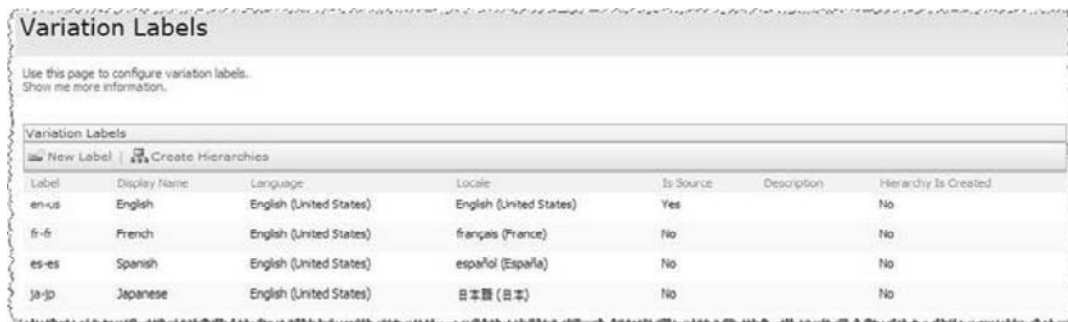 Variation Labels
Use this page to configure variation labels.
Show me more information.
Variation Labels
New Label | Create Hierarchies
Label Display Name Language Locale Is Source Description Hierarchy Is Created
en-us English English (United States) English (United States) Yes No
fr-fr French English (United States) français (France) No No
es-es Spanish English (United States) español (España) No No
ja-jp Japanese English (United States) 日本語 (日本) No No